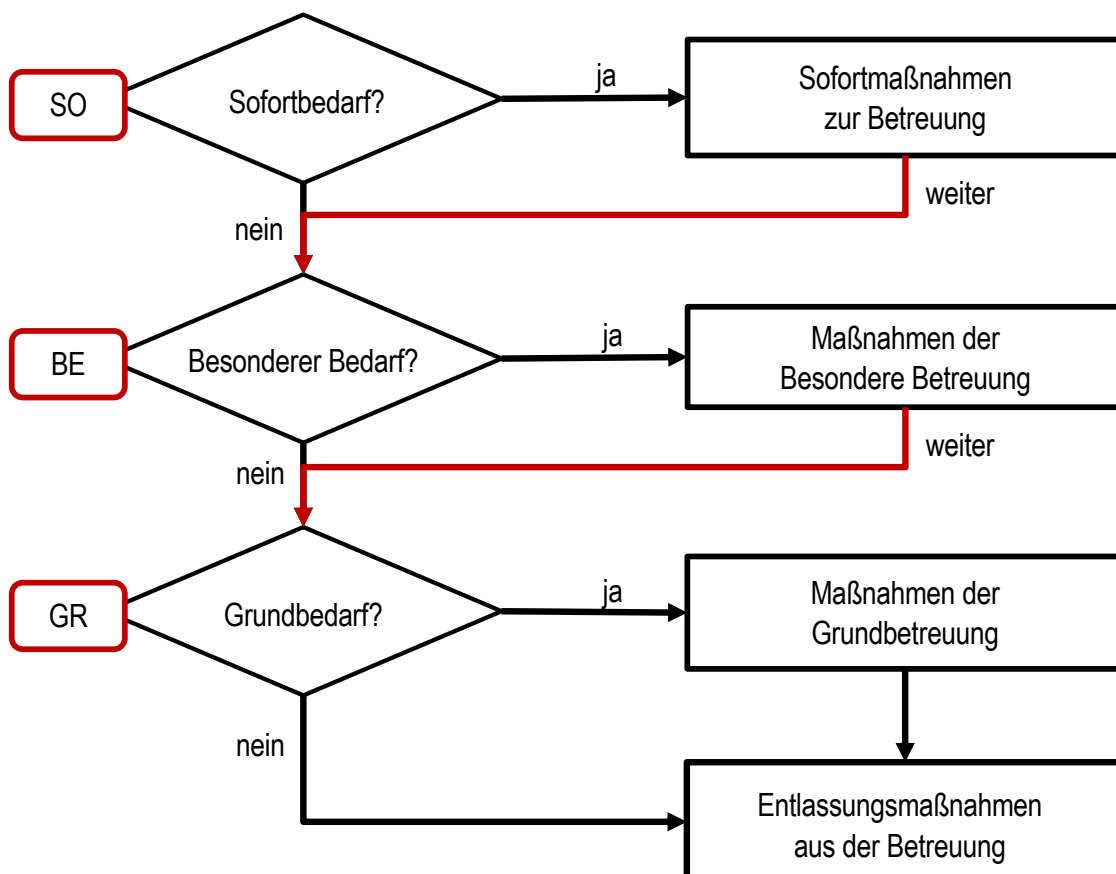 SO
Sofortbedarf?
ja
Sofortmaßnahmen
zur Betreuung
weiter
nein
BE
Besonderer Bedarf?
ja
Maßnahmen der
Besondere Betreuung
weiter
nein
GR
Grundbedarf?
ja
Maßnahmen der
Grundbetreuung
nein
Entlassungsmaßnahmen
aus der Betreuung